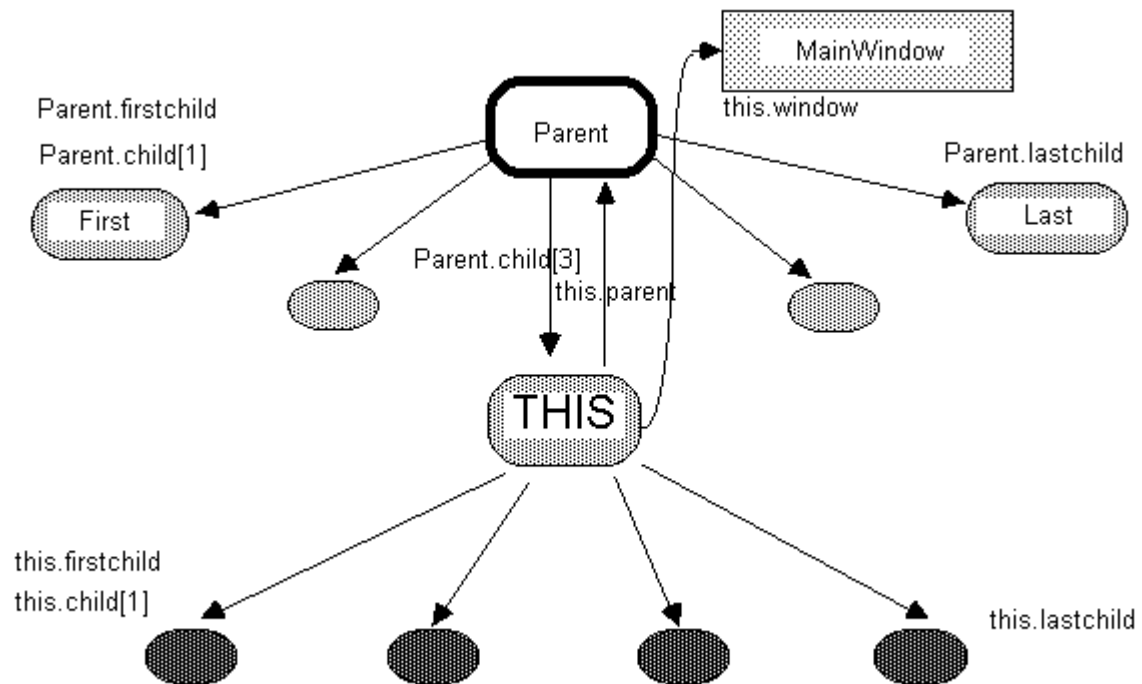 MainWindow
this.window
Parent.firstchild
Parent
Parent.child[1]
Parent.lastchild
First
Last
Parent.child[3]
this.parent
THIS
this.firstchild
this.child[1]
this.lastchild